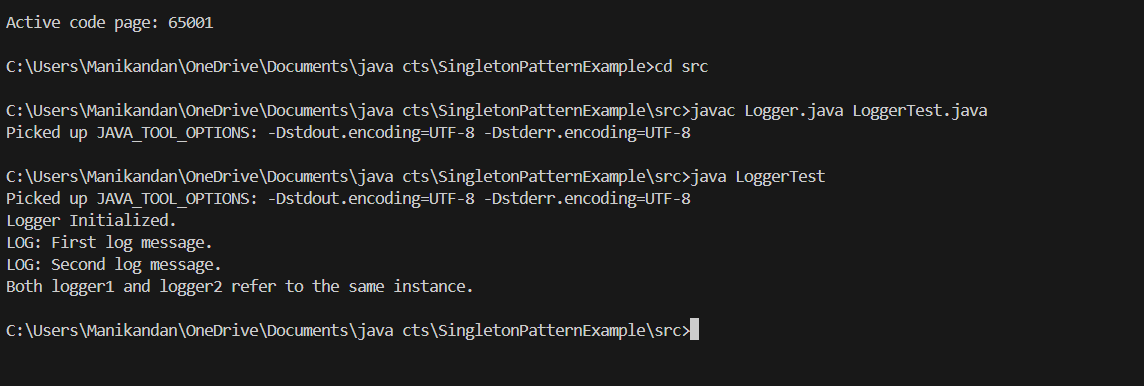 Active code page: 65001
C:\Users\Manikandan\OneDrive\Documents\java cts\SingletonPatternExample>cd src
C:\Users\Manikandan\OneDrive\Documents\java cts\SingletonPatternExample\src>javac Logger.java LoggerTest.java
Picked up JAVA_TOOL_OPTIONS: -Dstdout.encoding=UTF-8 -Dstderr.encoding=UTF-8
C:\Users\Manikandan\OneDrive\Documents\java cts\SingletonPatternExample\src>java LoggerTest
Picked up JAVA_TOOL_OPTIONS: -Dstdout.encoding=UTF-8 -Dstderr.encoding=UTF-8
Logger Initialized.
LOG: First log message.
LOG: Second log message.
Both logger1 and logger2 refer to the same instance.
C:\Users\Manikandan\OneDrive\Documents\java cts\SingletonPatternExample\src>